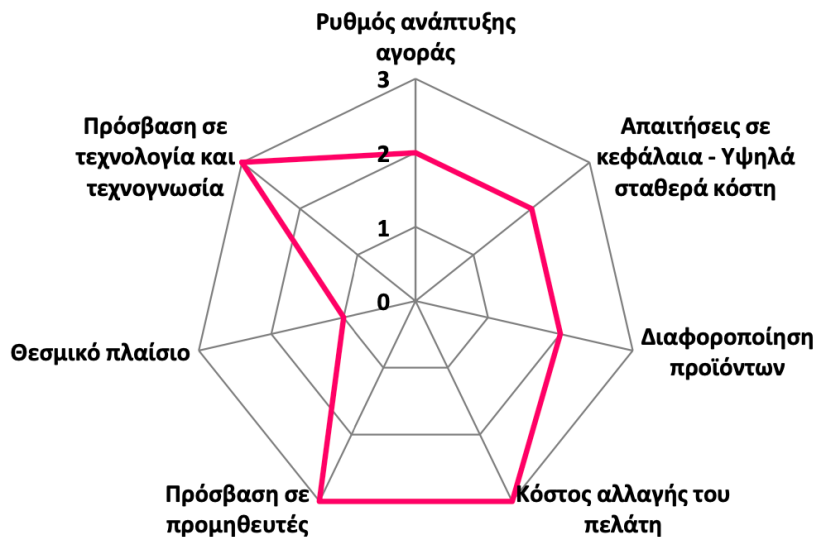 Ρυθμός ανάπτυξης
αγοράς
3
Πρόσβαση σε
τεχνολογία και
τεχνογνωσία
Απαιτήσεις σε
κεφάλαια - Υψηλά
σταθερά κόστη
2
1
0
Θεσμικό πλαίσιο
Διαφοροποίηση
προϊόντων
Πρόσβαση σε
προμηθευτές
Κόστος αλλαγής του
πελάτη